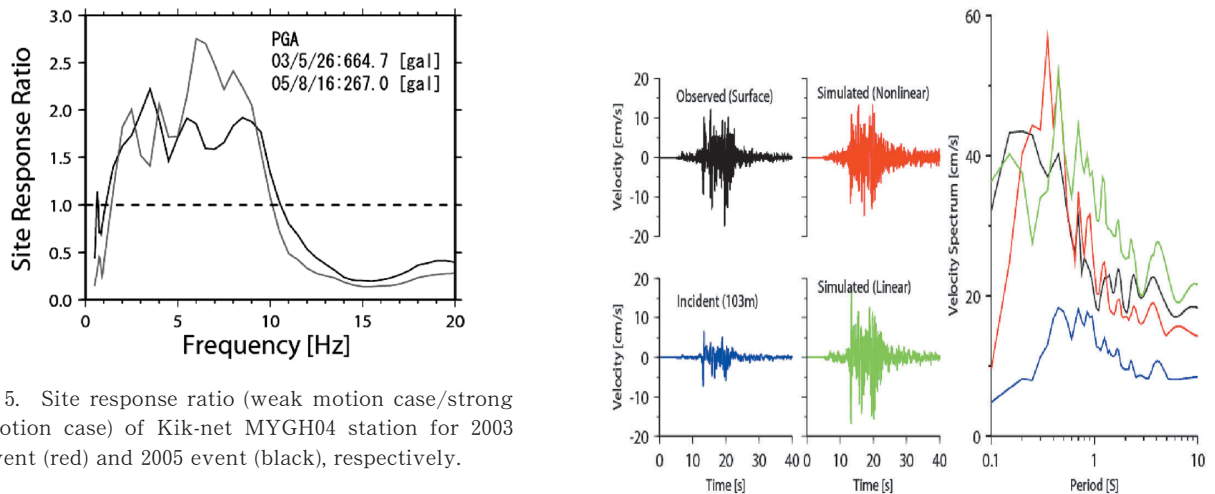 3.0
2.5
2.0
1.5
1.0
0.5
0.0
Site Response Ratio
PGA
03/5/26:664.7 [gal]
05/8/16:267.0 [gal]
0 5 10 15 20
Frequency [Hz]
5. Site response ratio (weak motion case/strong
otion case) of Kik-net MYGH04 station for 2003
vent (red) and 2005 event (black), respectively.
20
10
0
-10
-20
Velocity [cm/s]
Observed (Surface)
Simulated (Nonlinear)
20
10
0
-10
-20
Velocity [cm/s]
Incident (103m)
Simulated (Linear)
0 10 20 30 40
Time [s]
0 10 20 30 40
Time [s]
60
40
20
0
Velocity Spectrum [cm/s]
0.1 1 10
Period [S]